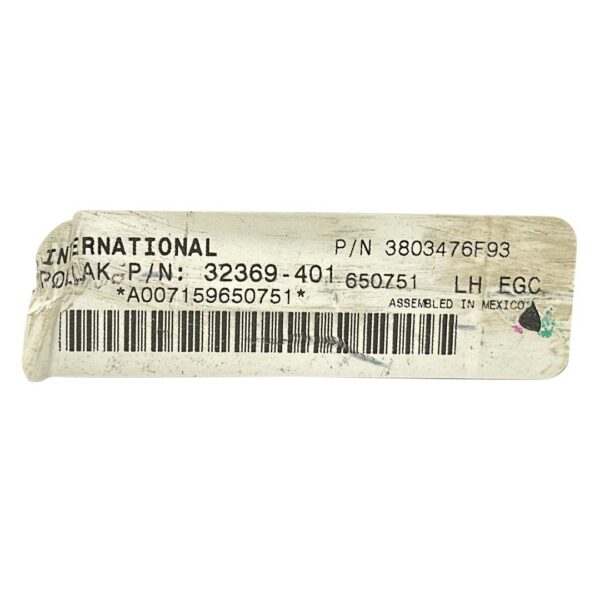 INTERNATIONAL P/N 3803476F93
POLLAK P/N: 32369-401 650751 LH EGC
*A007159650751* ASSEMBLED IN MEXICO